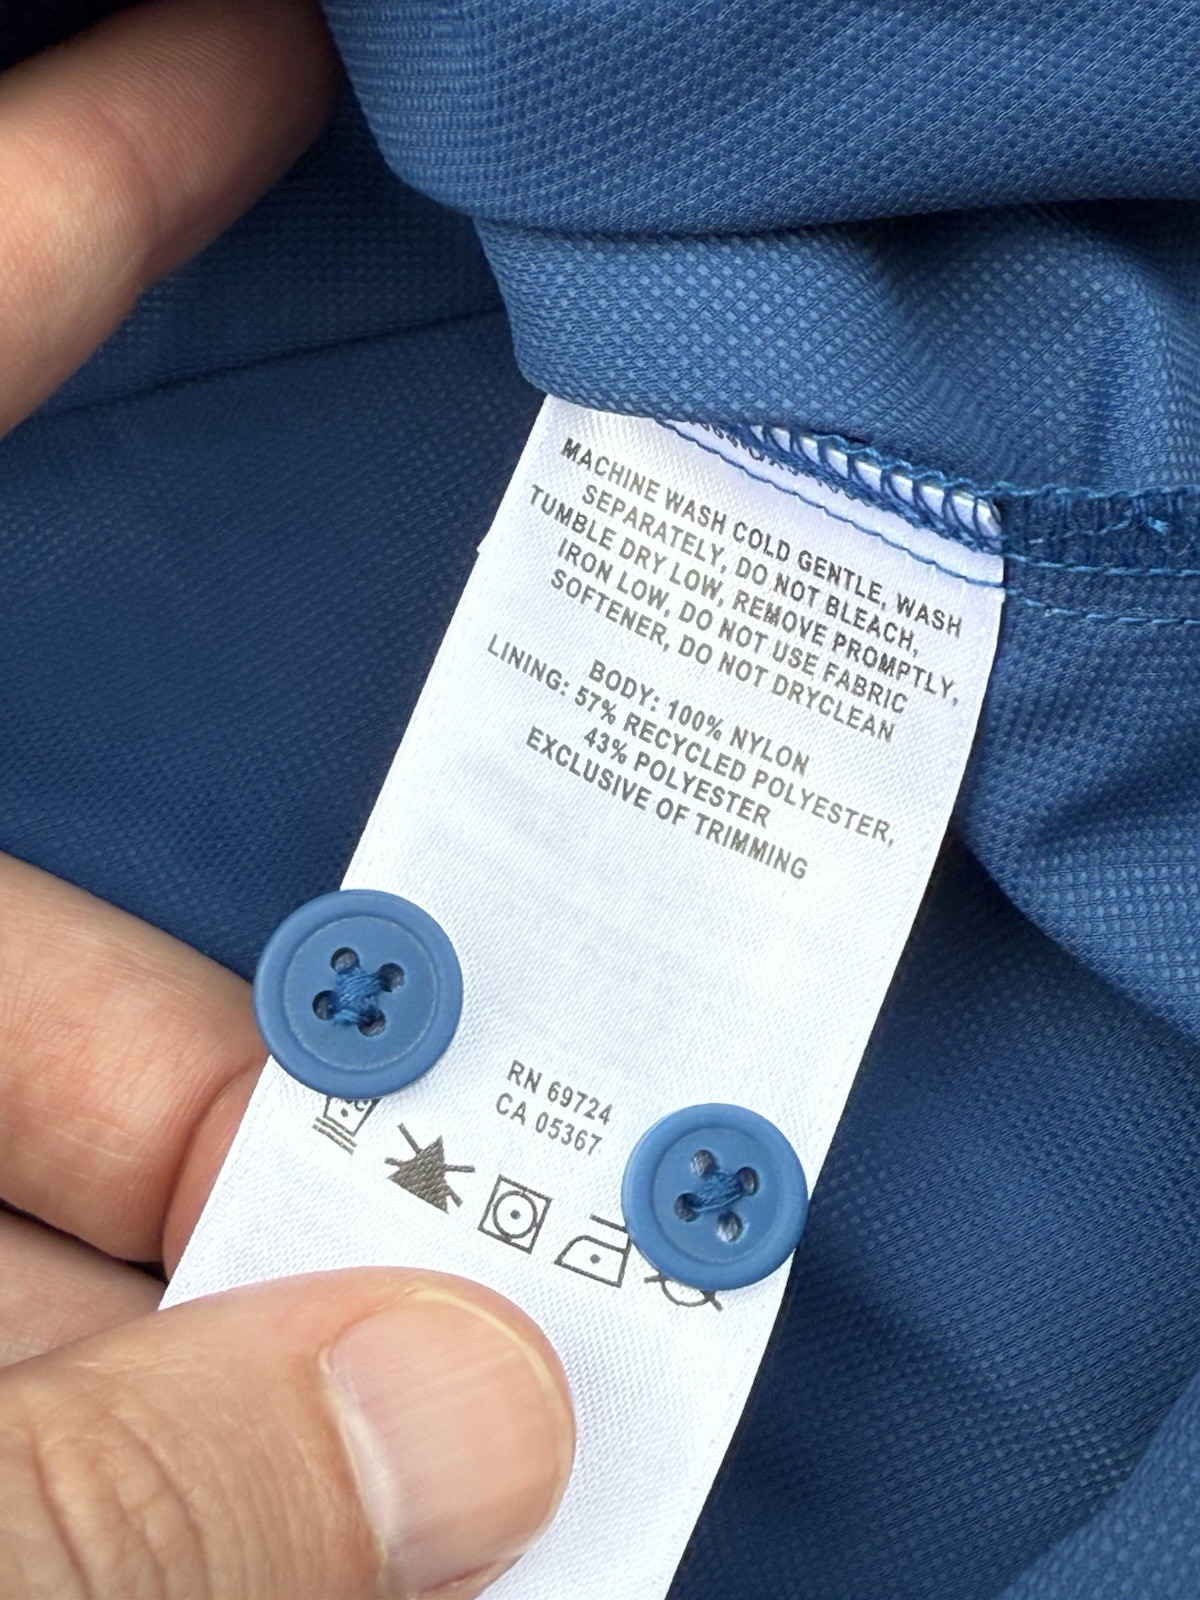 MACHINE WASH COLD GENTLE, WASH
SEPARATELY, DO NOT BLEACH,
TUMBLE DRY LOW, REMOVE PROMPTLY,
IRON LOW, DO NOT USE FABRIC
SOFTENER, DO NOT DRYCLEAN
BODY: 100% NYLON
LINING: 57% RECYCLED POLYESTER,
43% POLYESTER
EXCLUSIVE OF TRIMMING
RN 69724
CA 05367